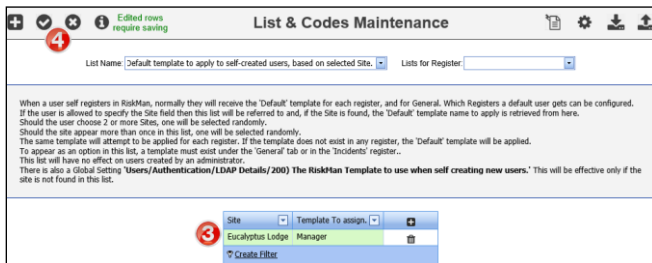 Edited rows
require saving
List & Codes Maintenance
4
List Name: Default template to apply to self-created users, based on selected Site.
Lists for Register:
When a user self registers in RiskMan, normally they will receive the 'Default' template for each register, and for General. Which Registers a default user gets can be configured.
If the user is allowed to specify the Site field then this list will be referred to and, if the Site is found, the 'Default' template name to apply is retrieved from here.
Should the user choose 2 or more Sites, one will be selected randomly.
Should the site appear more than once in this list, one will be selected randomly.
The same template will attempt to be applied for each register. If the template does not exist in any register, the 'Default' template will be applied.
To appear as an option in this list, a template must exist under the 'General' tab or in the 'Incidents' register..
This list will have no effect on users created by an administrator.
There is also a Global Setting 'Users/Authentication/LDAP Details/200) The RiskMan Template to use when self creating new users.' This will be effective only if the
site is not found in this list.
Site Template To assign.
3 Eucalyptus Lodge Manager
Create Filter